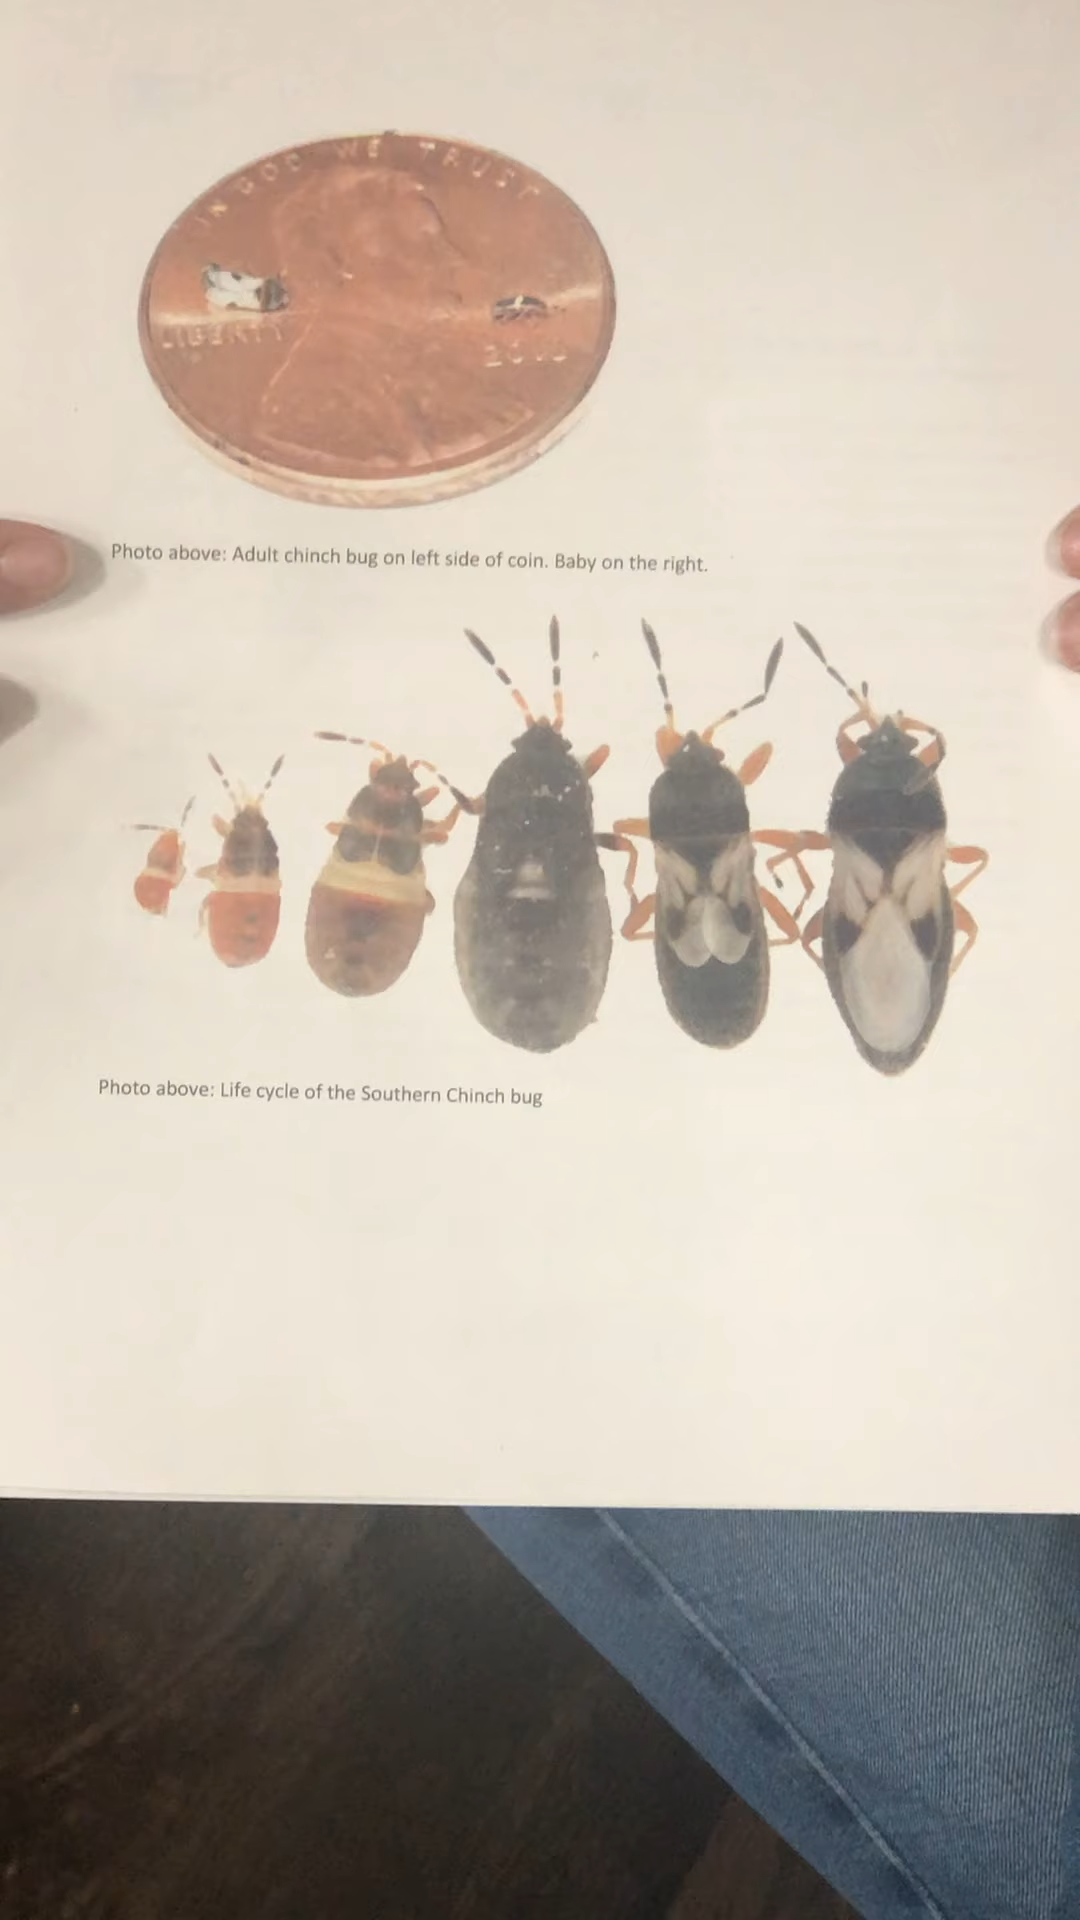 IN GOD WE TRUST
LIBERTY
Photo above: Adult chinch bug on left side of coin. Baby on the right.
Photo above: Life cycle of the Southern Chinch bug